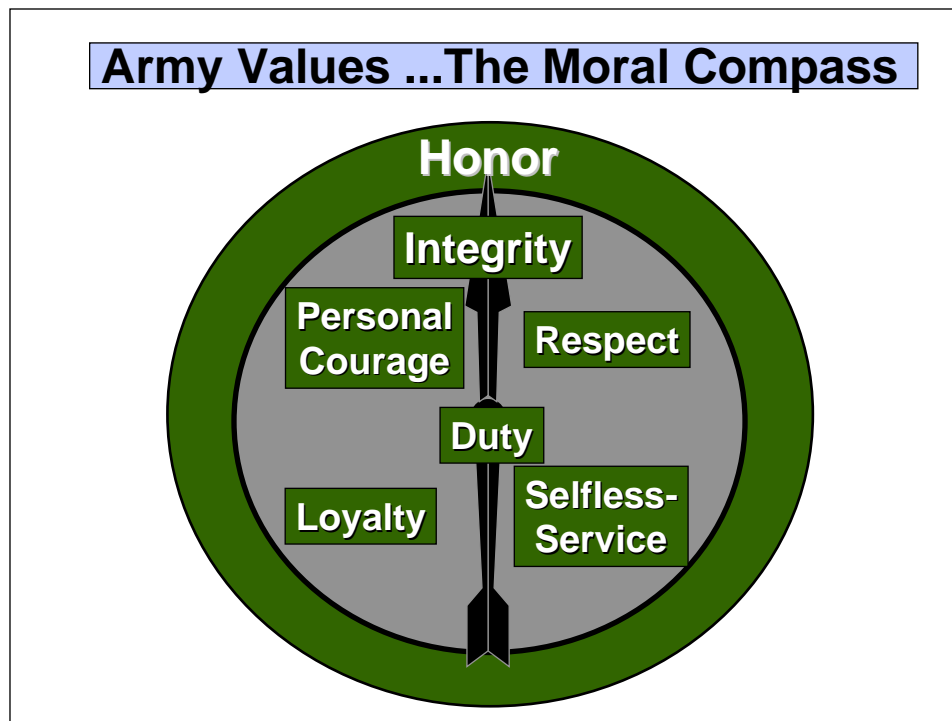 Army Values ...The Moral Compass
Honor
Integrity
Personal
Courage
Respect
Duty
Loyalty
Selfless-
Service